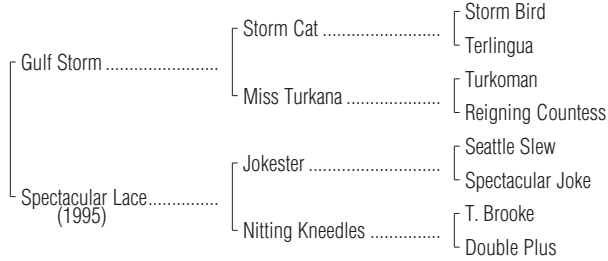 Storm Bird
Storm Cat ........................
Terlingua
Gulf Storm .......................
Turkoman
Miss Turkana ...................
Reigning Countess
Seattle Slew
Jokester ...........................
Spectacular Joke
Spectacular Lace..............
(1995)
T. Brooke
Nitting Kneedles ..............
Double Plus